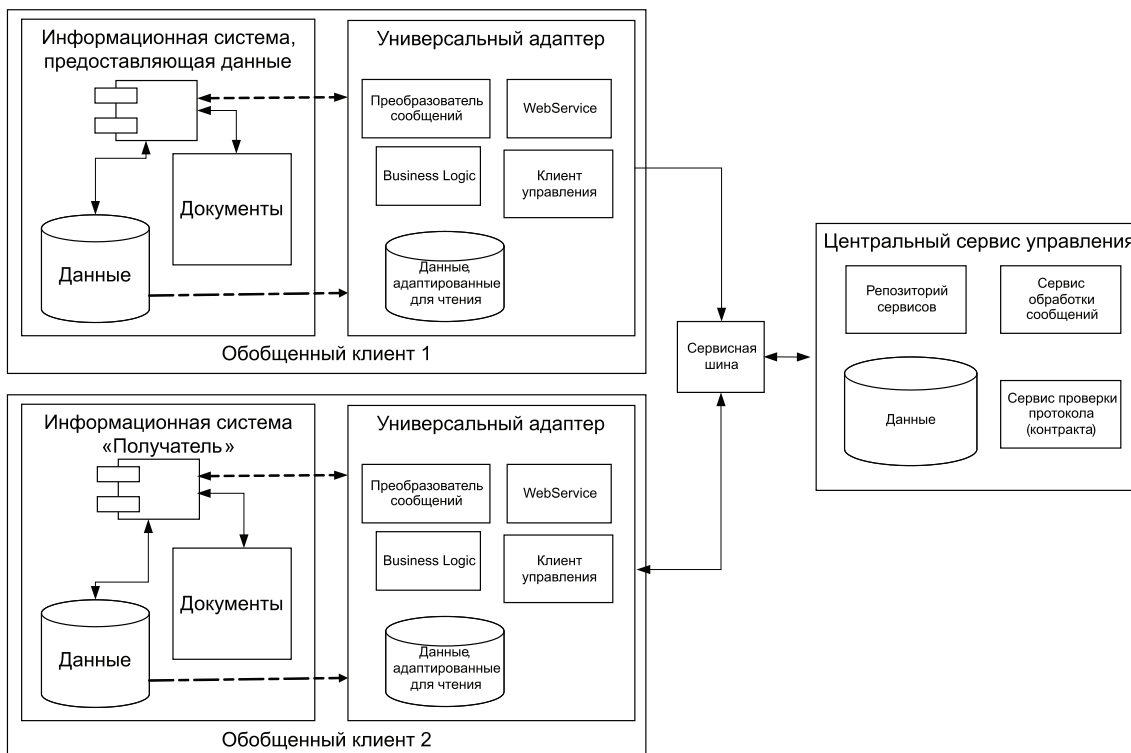 Информационная система,
предоставляющая данные
Документы
Данные
Универсальный адаптер
Преобразователь
сообщений
WebService
Business Logic
Клиент
управления
Данные,
адаптированные
для чтения
Обобщенный клиент 1
Информационная система
«Получатель»
Документы
Данные
Универсальный адаптер
Преобразователь
сообщений
WebService
Business Logic
Клиент
управления
Данные,
адаптированные
для чтения
Обобщенный клиент 2
Сервисная
шина
Центральный сервис управления
Репозиторий
сервисов
Сервис
обработки
сообщений
Данные
Сервис проверки
протокола
(контракта)